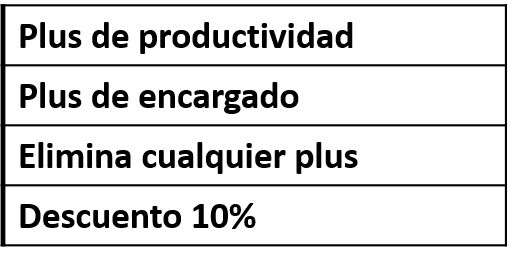 Plus de productividad
Plus de encargado
Elimina cualquier plus
Descuento 10%